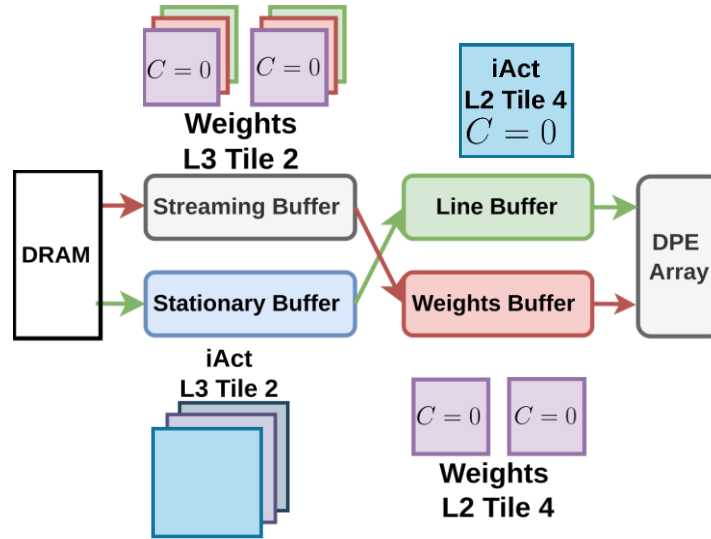 C = 0
C = 0
Weights
L3 Tile 2
iAct
L2 Tile 4
C = 0
DRAM
Streaming Buffer
Line Buffer
Stationary Buffer
Weights Buffer
DPE
Array
iAct
L3 Tile 2
C = 0
C = 0
Weights
L2 Tile 4